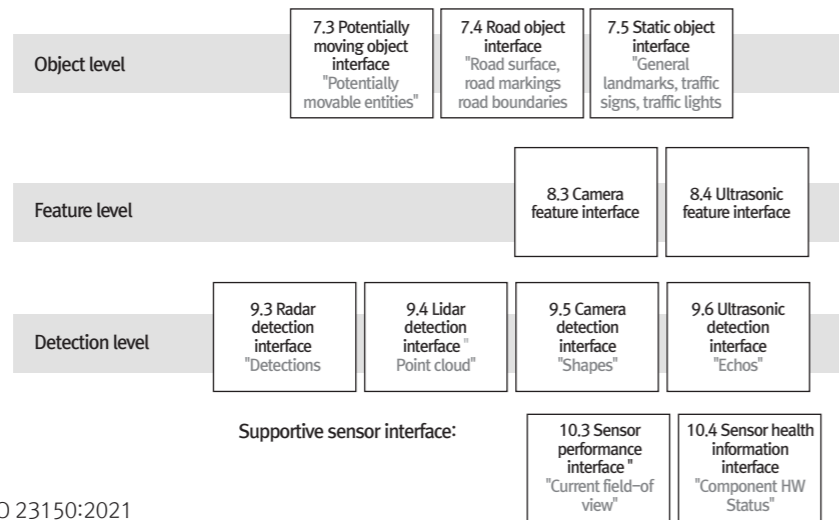 Object level
7.3 Potentially
moving object
interface
"Potentially
movable entities"
7.4 Road object
interface
"Road surface,
road markings
road boundaries
7.5 Static object
interface
"General
landmarks, traffic
signs, traffic lights
Feature level
8.3 Camera
feature interface
8.4 Ultrasonic
feature interface
Detection level
9.3 Radar
detection
interface
"Detections
9.4 Lidar
detection
interface "
Point cloud"
9.5 Camera
detection
interface
"Shapes"
9.6 Ultrasonic
detection
interface
"Echos"
Supportive sensor interface:
10.3 Sensor
performance
interface "
"Current field-of
view"
10.4 Sensor health
information
interface
"Component HW
Status"
O 23150:2021